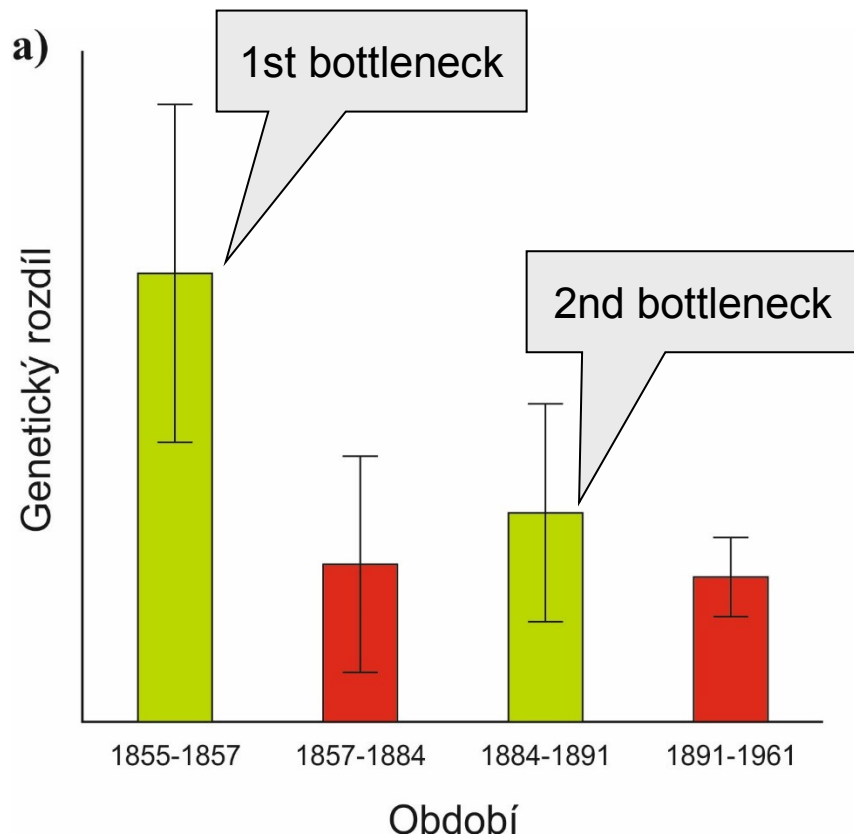 a)
1st bottleneck
2nd bottleneck
Genetický rozdíl
1855-1857
1857-1884
1884-1891
1891-1961
Období